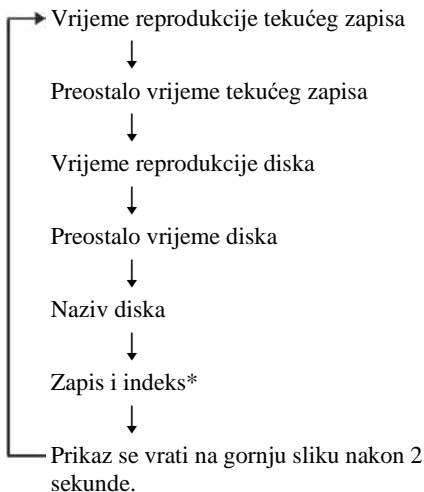 Vrijeme reprodukcije tekućeg zapisa
Preostalo vrijeme tekućeg zapisa
Vrijeme reprodukcije diska
Preostalo vrijeme diska
Naziv diska
Zapis i indeks*
Prikaz se vrati na gornju sliku nakon 2
sekunde.